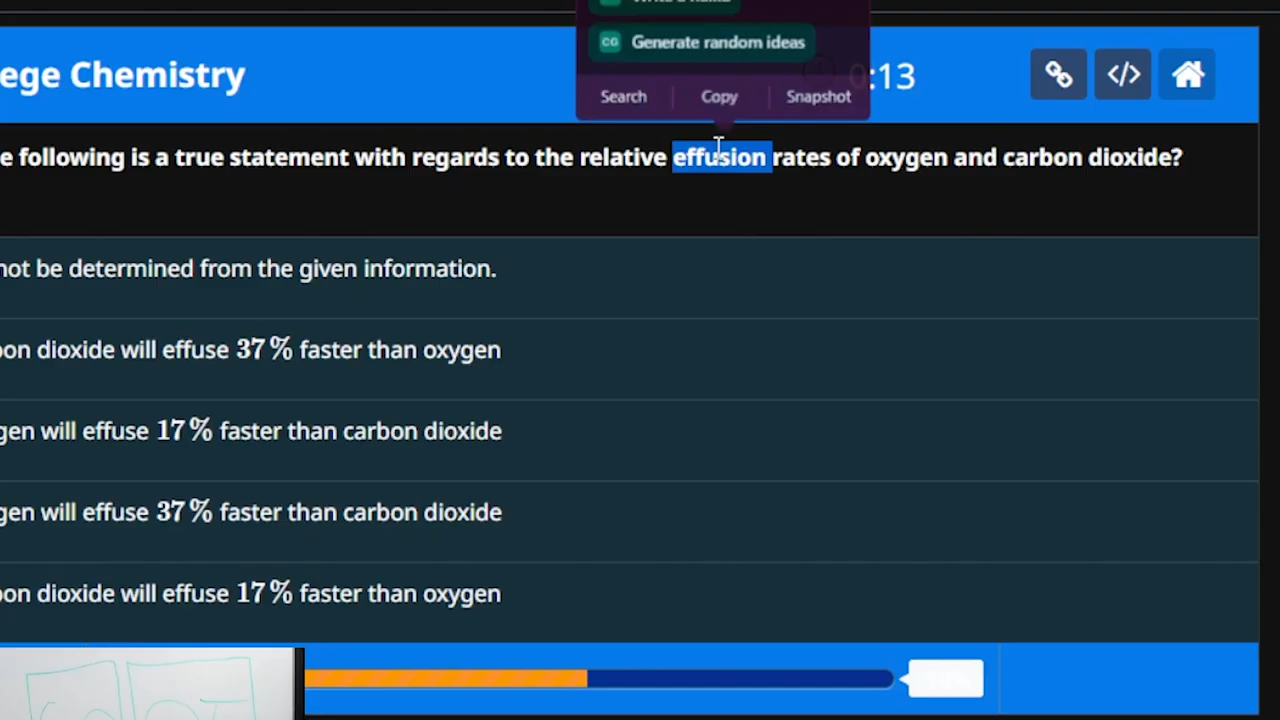 CG Generate random ideas
ege Chemistry
:13
Search Copy Snapshot
e following is a true statement with regards to the relative effusion rates of oxygen and carbon dioxide?
not be determined from the given information.
bon dioxide will effuse 37% faster than oxygen
gen will effuse 17% faster than carbon dioxide
gen will effuse 37% faster than carbon dioxide
bon dioxide will effuse 17% faster than oxygen